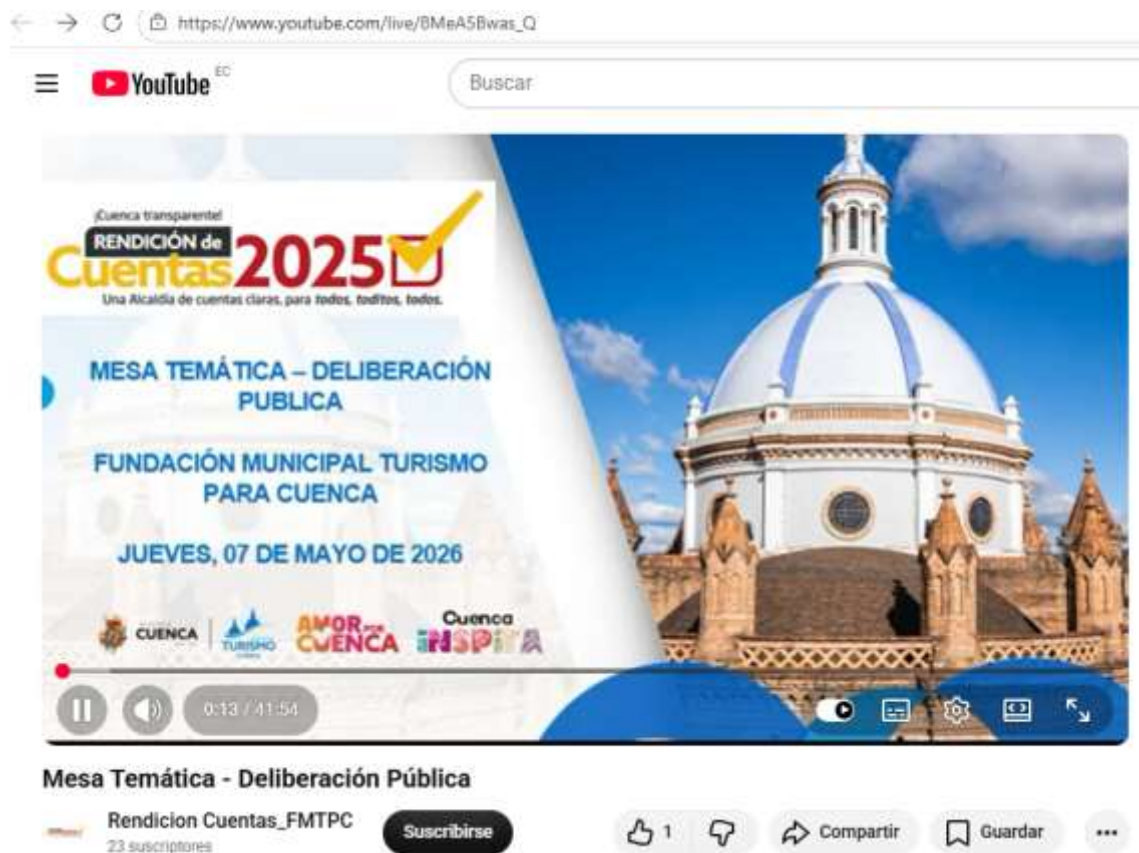 https://www.youtube.com/live/8MeA5Bwas_Q
YouTube EC
Buscar
¡Cuenca transparente!
RENDICIÓN de
Cuentas 2025
Una Alcaldía de cuentas claras, para todos, toditos, todos.
MESA TEMÁTICA – DELIBERACIÓN
PUBLICA
FUNDACIÓN MUNICIPAL TURISMO
PARA CUENCA
JUEVES, 07 DE MAYO DE 2026
CUENCA
TURISMO
AMOR POR
CUENCA
Cuenca
iNSPiRA
0:13 / 41:54
Mesa Temática - Deliberación Pública
Rendicion Cuentas_FMTPC
23 suscriptores
Suscribirse
1
Compartir
Guardar